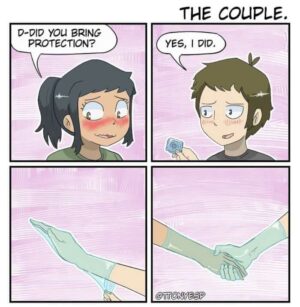 THE COUPLE.
D-DID YOU BRING
PROTECTION?
YES, I DID.
@TTONYESP